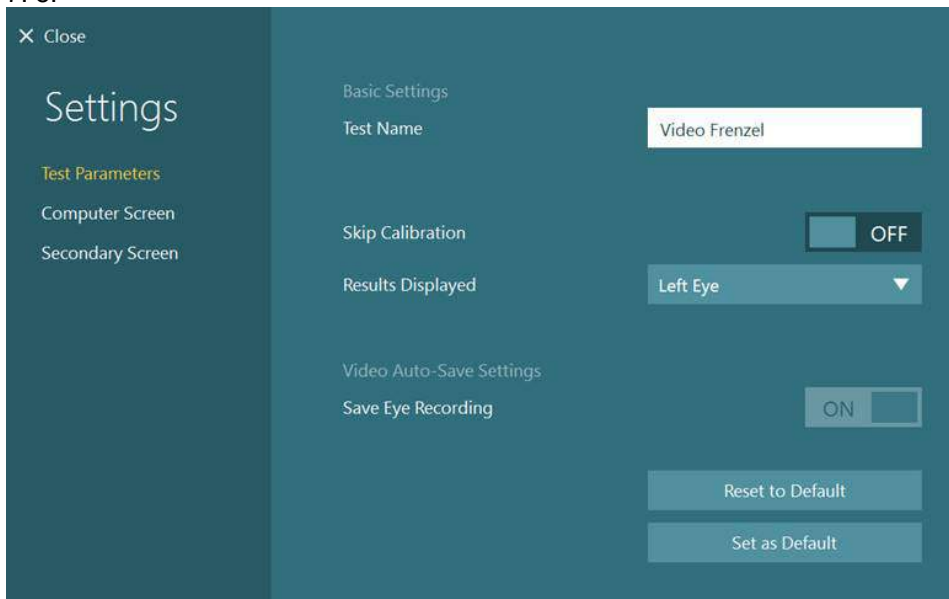 ✕ Close
Settings
Test Parameters
Computer Screen
Secondary Screen
Basic Settings
Test Name
Video Frenzel
Skip Calibration
OFF
Results Displayed
Left Eye
Video Auto-Save Settings
Save Eye Recording
ON
Reset to Default
Set as Default